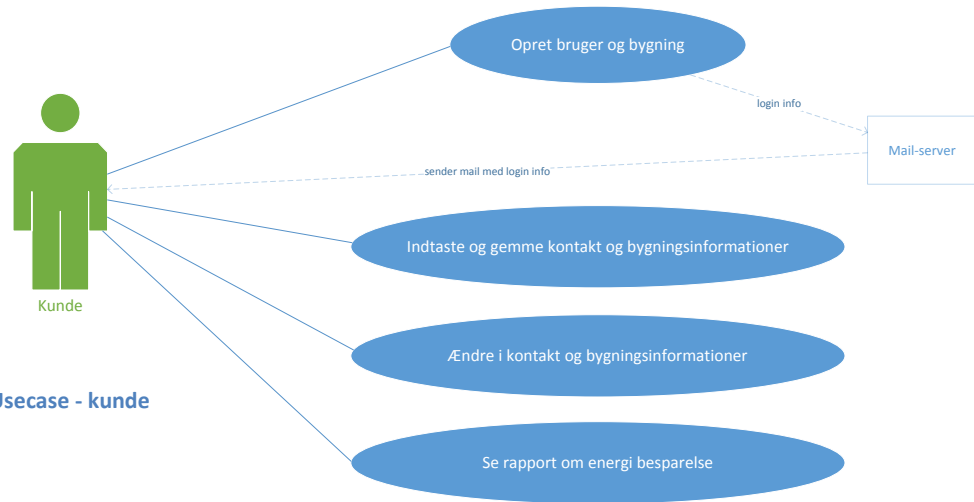 Opret bruger og bygning
login info
Mail-server
sender mail med login info
Indtaste og gemme kontakt og bygningsinformationer
Kunde
Ændre i kontakt og bygningsinformationer
Usecase - kunde
Se rapport om energi besparelse